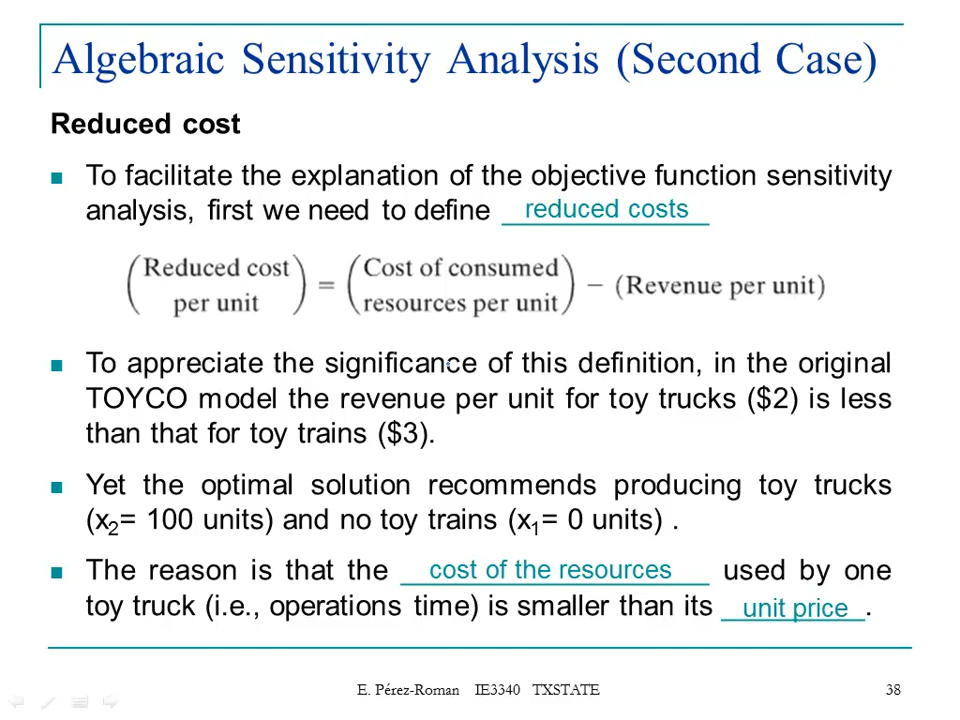 Algebraic Sensitivity Analysis (Second Case)
Reduced cost
To facilitate the explanation of the objective function sensitivity
analysis, first we need to define reduced costs
(Reduced cost per unit) = (Cost of consumed resources per unit) − (Revenue per unit)
To appreciate the significance of this definition, in the original
TOYCO model the revenue per unit for toy trucks ($2) is less
than that for toy trains ($3).
Yet the optimal solution recommends producing toy trucks
(x₂= 100 units) and no toy trains (x₁= 0 units) .
The reason is that the cost of the resources used by one
toy truck (i.e., operations time) is smaller than its unit price.
E. Pérez-Roman IE3340 TXSTATE 38